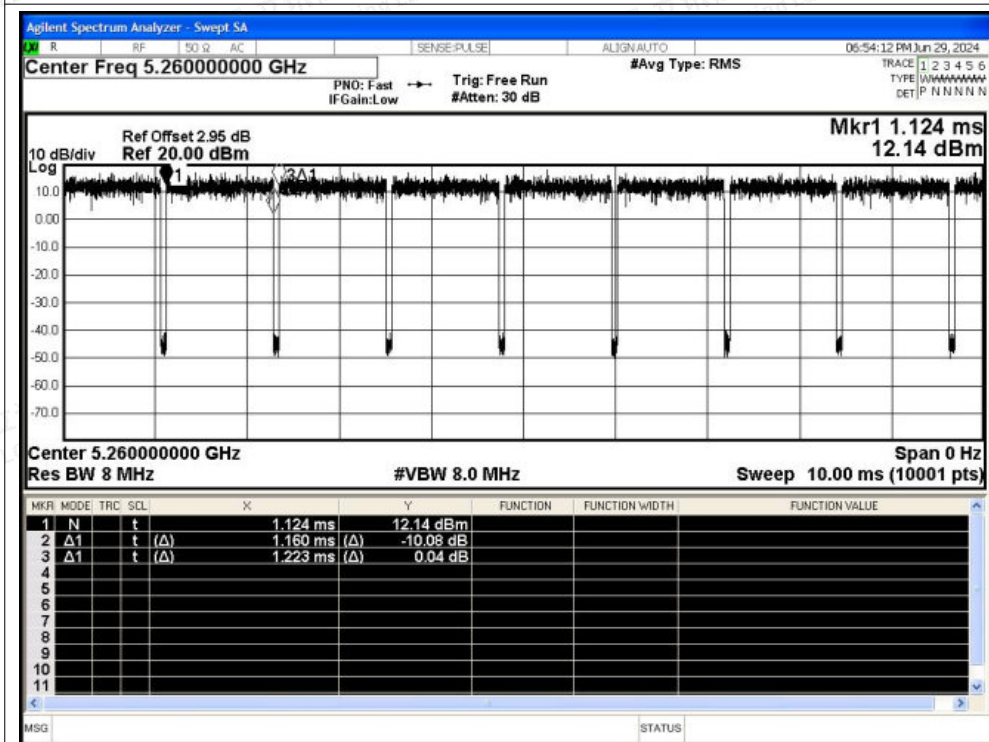 Agilent Spectrum Analyzer - Swept SA
LXI R RF 50 Ω AC SENSE:PULSE ALIGN AUTO 06:54:12 PM Jun 29, 2024
Center Freq 5.260000000 GHz #Avg Type: RMS TRACE 1 2 3 4 5 6
PNO: Fast Trig: Free Run TYPE WWWWWW
IFGain:Low #Atten: 30 dB DET P N N N N N
Mkr1 1.124 ms
Ref Offset 2.95 dB
10 dB/div Ref 20.00 dBm 12.14 dBm
Log
1 3Δ1
10.0
0.00
-10.0
-20.0
-30.0
-40.0
-50.0
-60.0
-70.0
Center 5.260000000 GHz Span 0 Hz
Res BW 8 MHz #VBW 8.0 MHz Sweep 10.00 ms (10001 pts)
MKR MODE TRC SCL X Y FUNCTION FUNCTION WIDTH FUNCTION VALUE
1 N t 1.124 ms 12.14 dBm
2 Δ1 t (Δ) 1.160 ms (Δ) -10.08 dB
3 Δ1 t (Δ) 1.223 ms (Δ) 0.04 dB
4
5
6
7
8
9
10
11
MSG STATUS